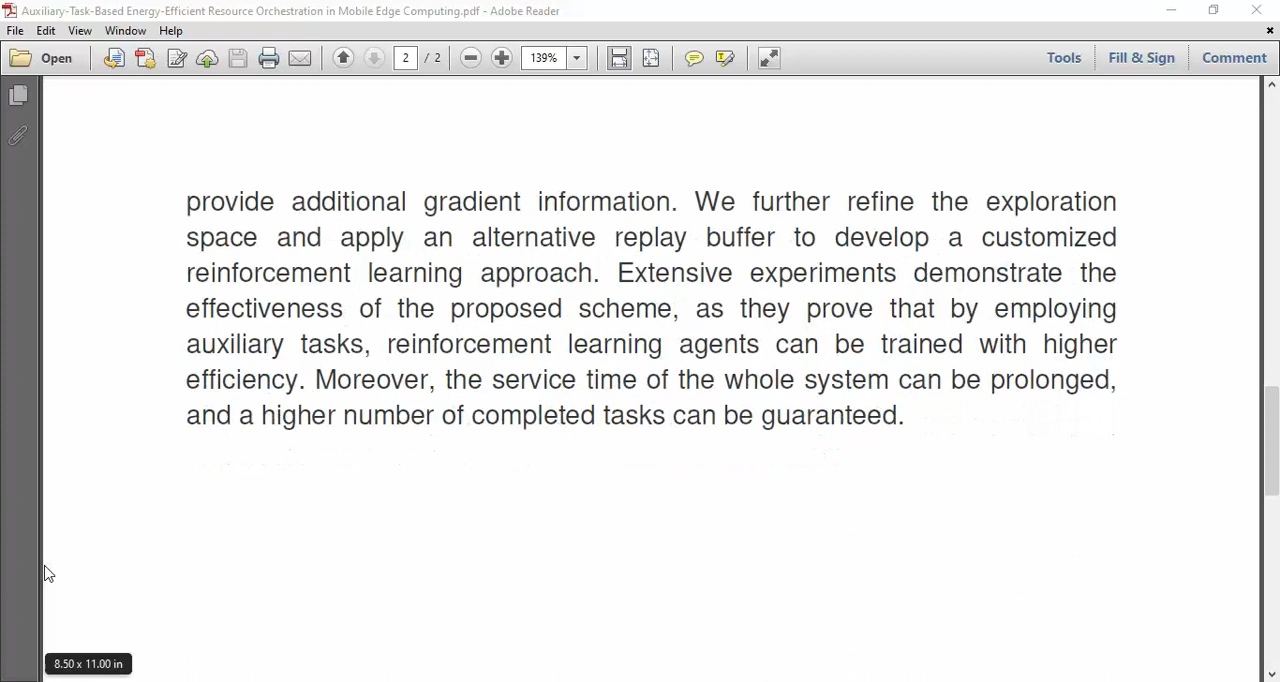 Auxiliary-Task-Based Energy-Efficient Resource Orchestration in Mobile Edge Computing.pdf - Adobe Reader
File Edit View Window Help
Open 2 / 2 139% Tools Fill & Sign Comment
provide additional gradient information. We further refine the exploration
space and apply an alternative replay buffer to develop a customized
reinforcement learning approach. Extensive experiments demonstrate the
effectiveness of the proposed scheme, as they prove that by employing
auxiliary tasks, reinforcement learning agents can be trained with higher
efficiency. Moreover, the service time of the whole system can be prolonged,
and a higher number of completed tasks can be guaranteed.
8.50 x 11.00 in